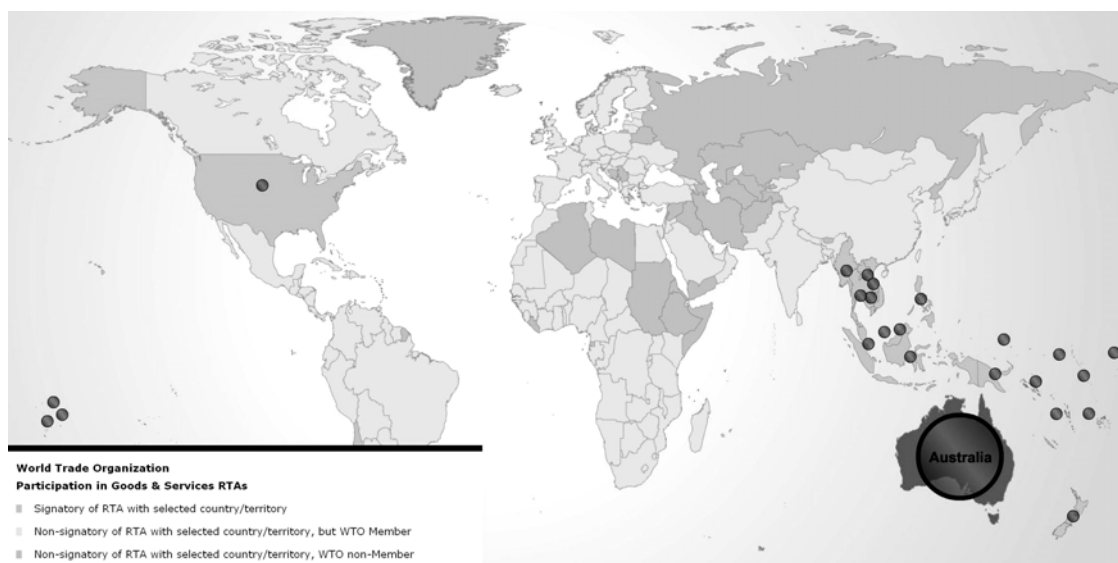 Australia
World Trade Organization
Participation in Goods & Services RTAs
Signatory of RTA with selected country/territory
Non-signatory of RTA with selected country/territory, but WTO Member
Non-signatory of RTA with selected country/territory, WTO non-Member